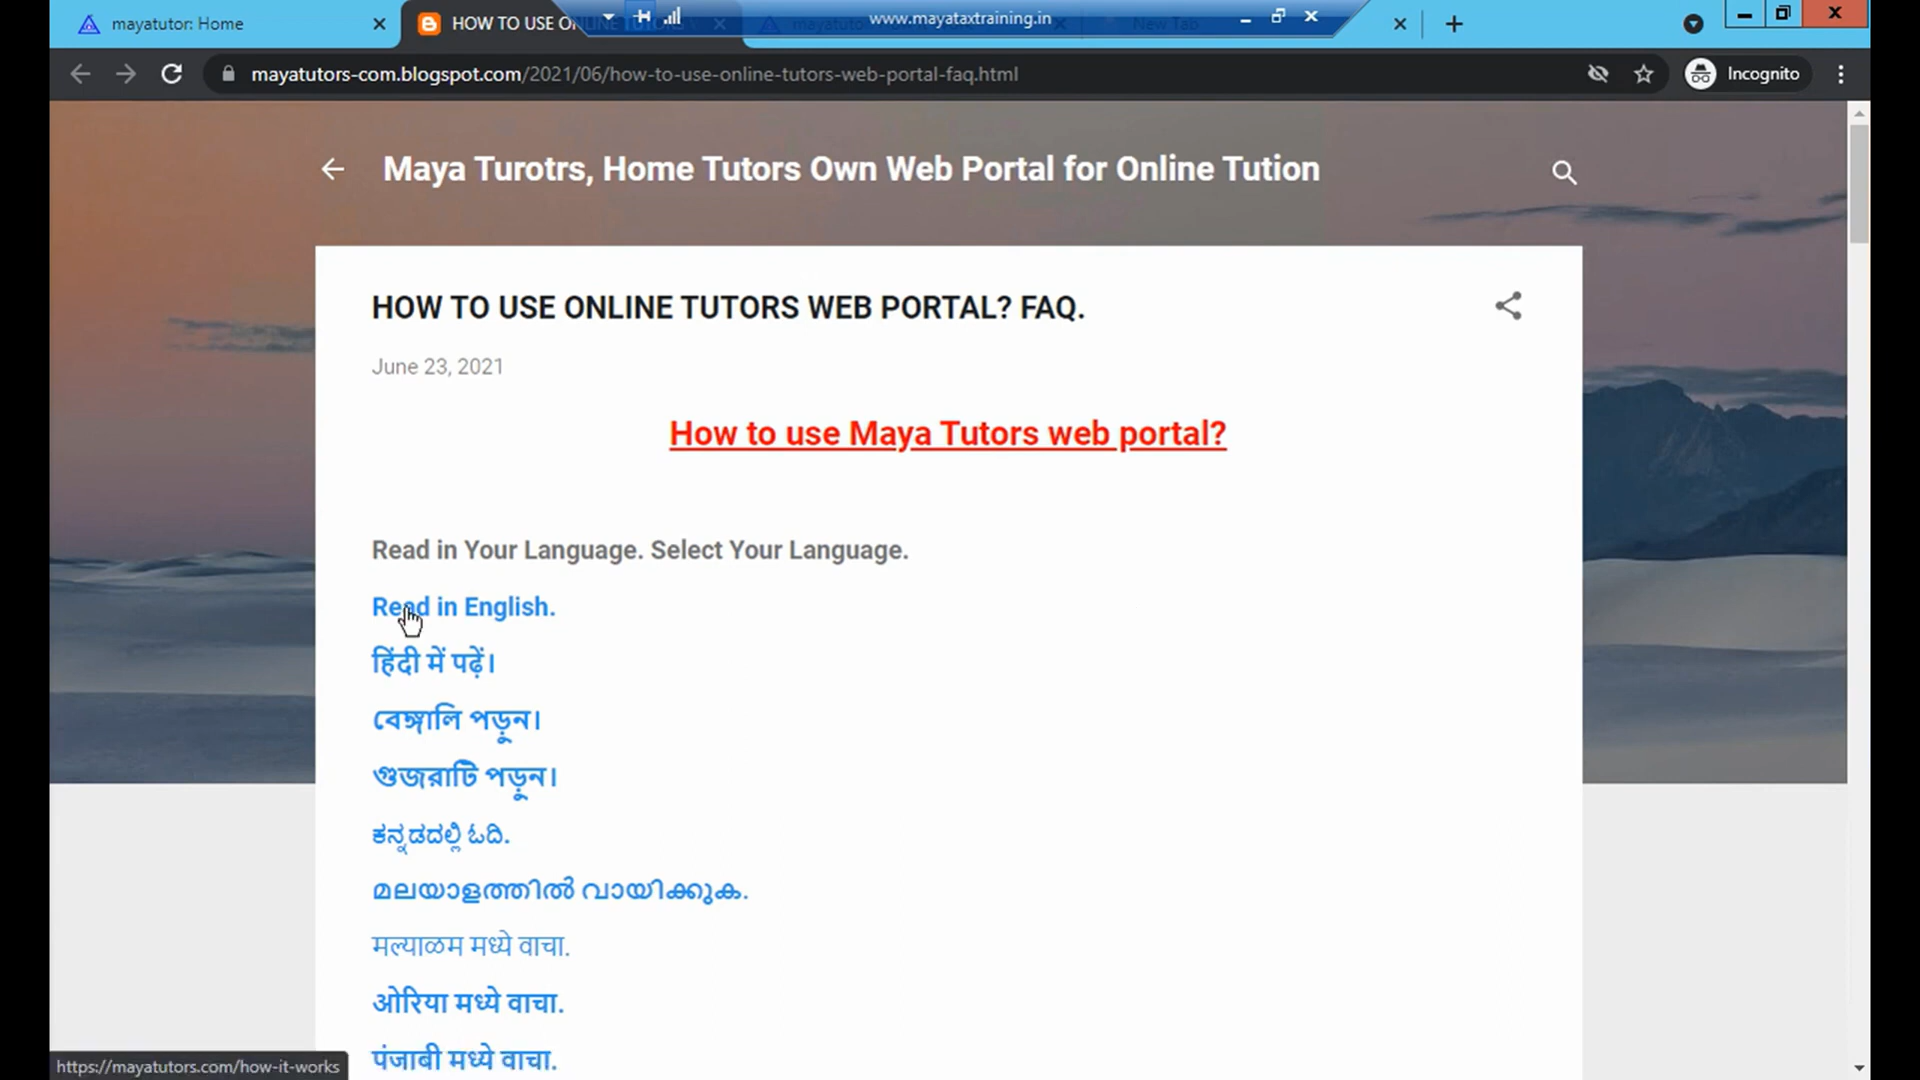 mayatutor: Home
HOW TO USE ON
www.mayataxtraining.in
New Tab
mayatutors-com.blogspot.com/2021/06/how-to-use-online-tutors-web-portal-faq.html
Incognito
Maya Turotrs, Home Tutors Own Web Portal for Online Tution
HOW TO USE ONLINE TUTORS WEB PORTAL? FAQ.
June 23, 2021
How to use Maya Tutors web portal?
Read in Your Language. Select Your Language.
Read in English.
हिंदी में पढ़ें।
বেঙ্গালি পড়ুন।
গুজরাটি পড়ুন।
ಕನ್ನಡದಲ್ಲಿ ಓದಿ.
മലയാളത്തിൽ വായിക്കുക.
मल्याळम मध्ये वाचा.
ओरिया मध्ये वाचा.
पंजाबी मध्ये वाचा.
https://mayatutors.com/how-it-works